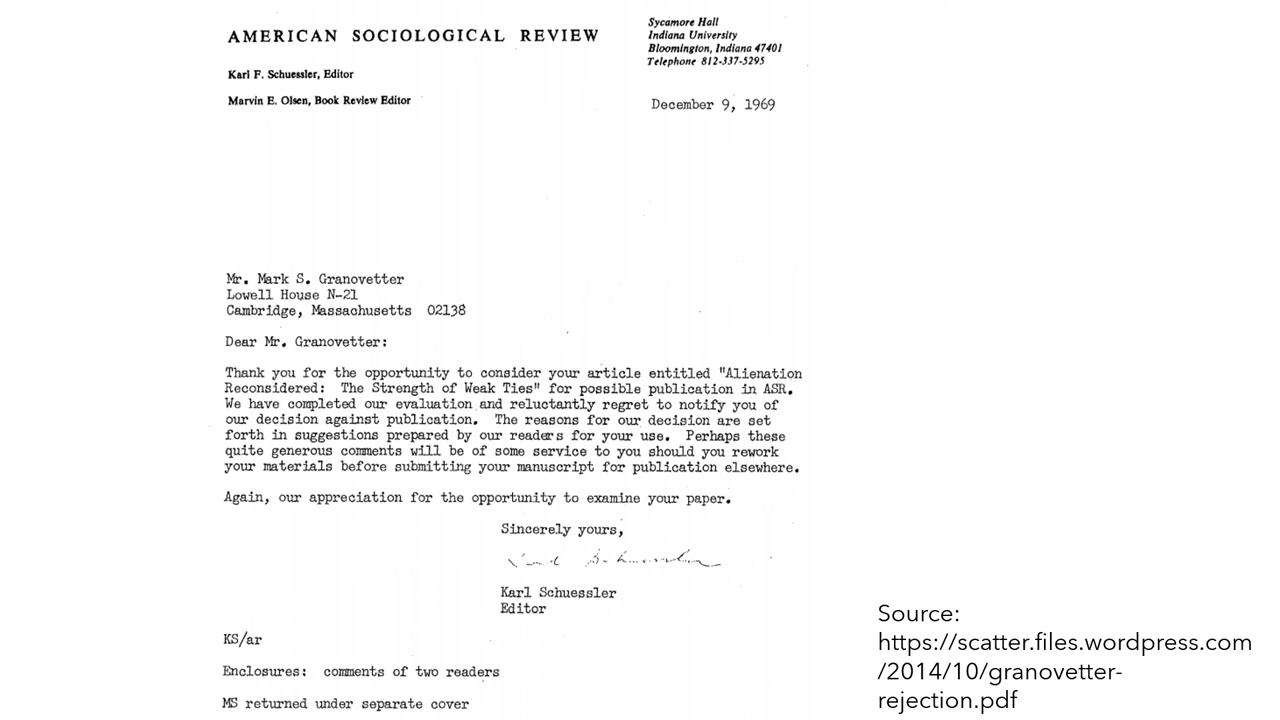 AMERICAN SOCIOLOGICAL REVIEW
Karl F. Schuessler, Editor
Marvin E. Olsen, Book Review Editor
Sycamore Hall
Indiana University
Bloomington, Indiana 47401
Telephone 812-337-5295
December 9, 1969
Mr. Mark S. Granovetter
Lowell House N-21
Cambridge, Massachusetts 02138
Dear Mr. Granovetter:
Thank you for the opportunity to consider your article entitled "Alienation
Reconsidered: The Strength of Weak Ties" for possible publication in ASR.
We have completed our evaluation and reluctantly regret to notify you of
our decision against publication. The reasons for our decision are set
forth in suggestions prepared by our readers for your use. Perhaps these
quite generous comments will be of some service to you should you rework
your materials before submitting your manuscript for publication elsewhere.
Again, our appreciation for the opportunity to examine your paper.
Sincerely yours,
Karl Schuessler
Karl Schuessler
Editor
KS/ar
Enclosures: comments of two readers
MS returned under separate cover
Source:
https://scatter.files.wordpress.com
/2014/10/granovetter-
rejection.pdf